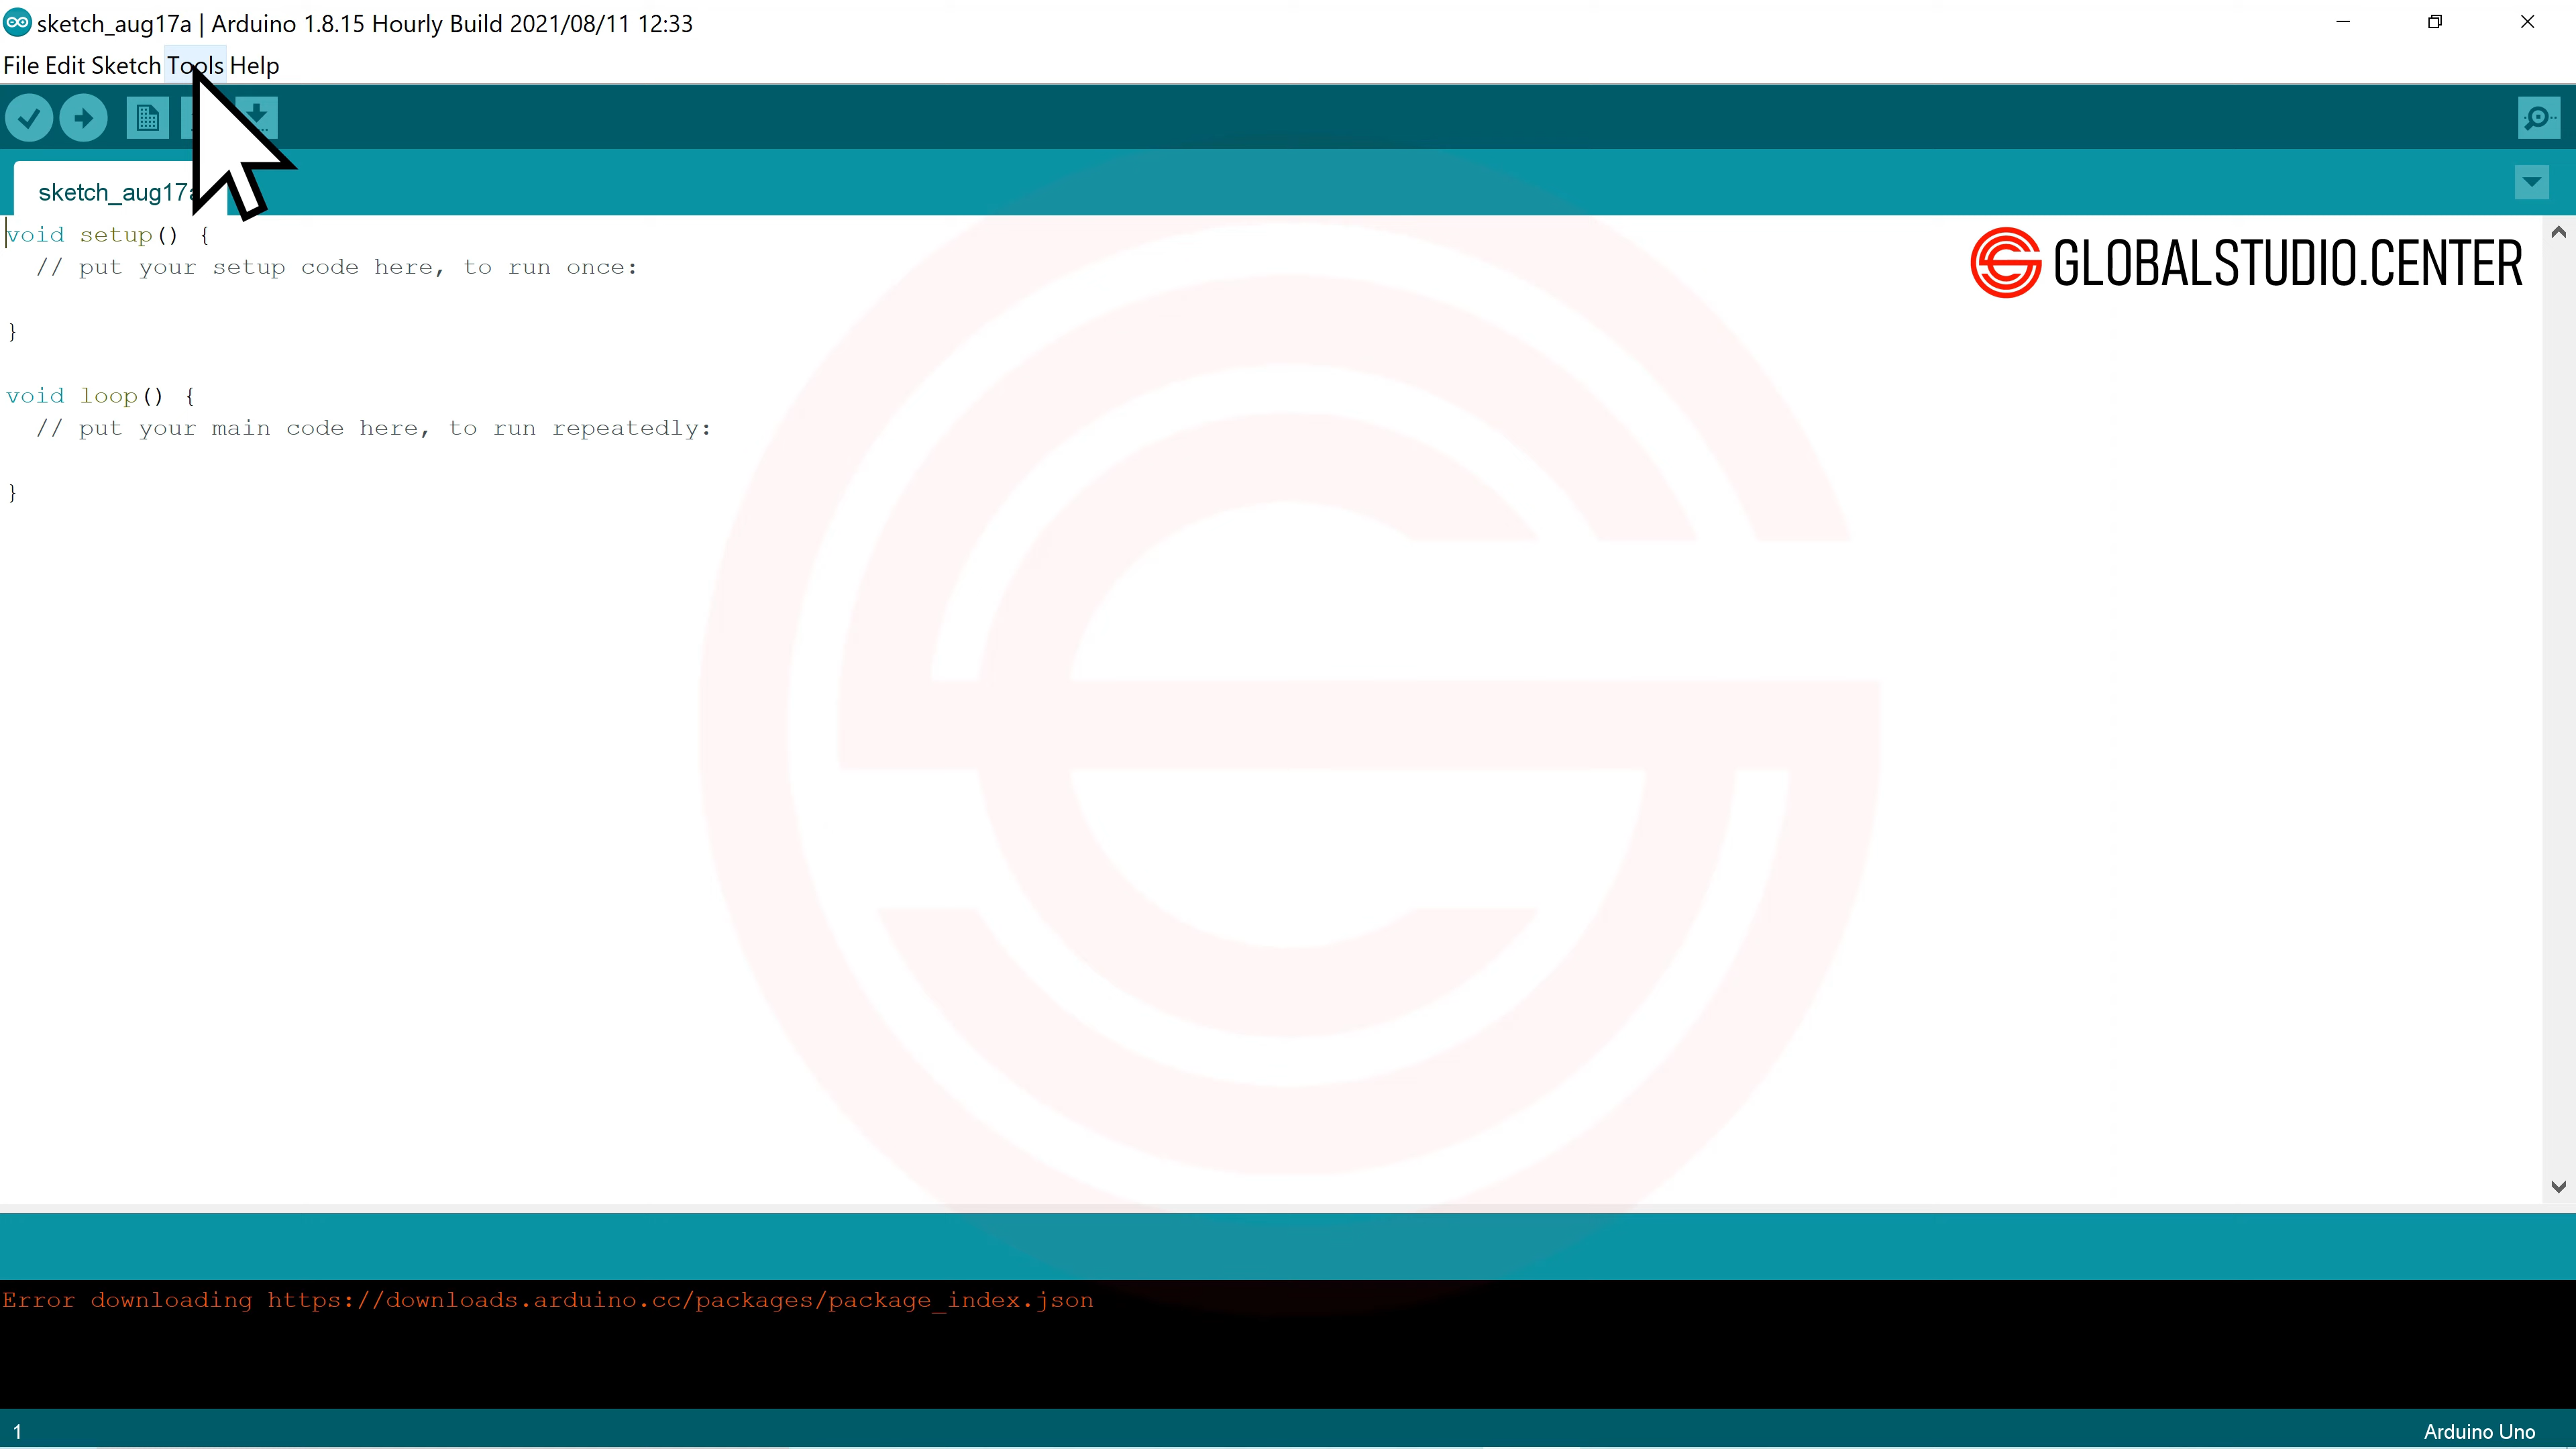 sketch_aug17a | Arduino 1.8.15 Hourly Build 2021/08/11 12:33
File Edit Sketch Tools Help
sketch_aug17a
GLOBALSTUDIO.CENTER
void setup() {
  // put your setup code here, to run once:
}
void loop() {
  // put your main code here, to run repeatedly:
}
Error downloading https://downloads.arduino.cc/packages/package_index.json
1
Arduino Uno